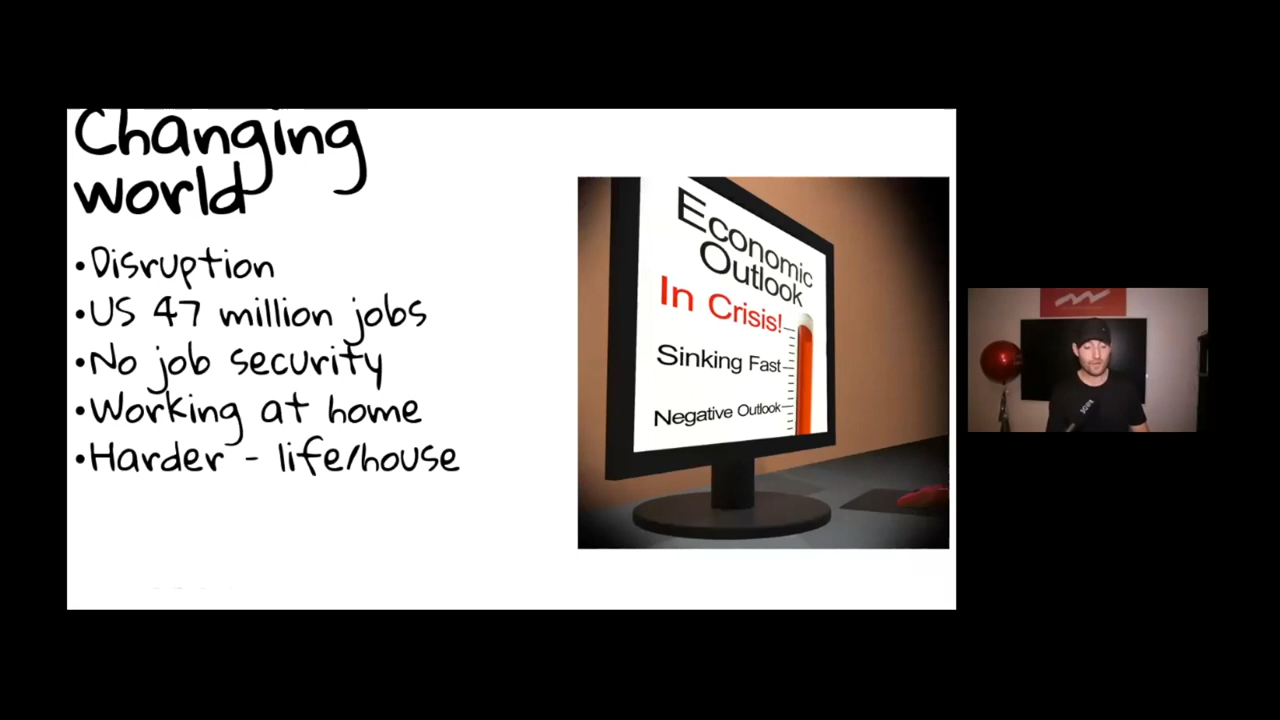 Changing
world
•Disruption
•US 47 million jobs
•No job security
•Working at home
•Harder - life/house
Economic
Outlook
In Crisis!
Sinking Fast
Negative Outlook
RODE